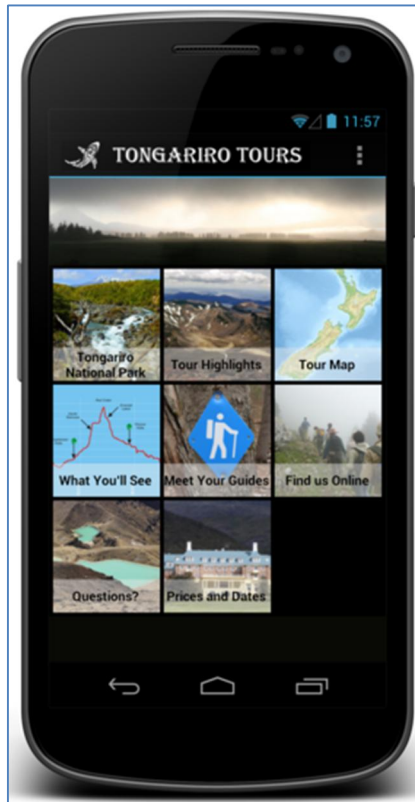 11:57
TONGARIRO TOURS
Tongariro
National Park
Tour Highlights
Tour Map
What You'll See
Meet Your Guides
Find us Online
Questions?
Prices and Dates